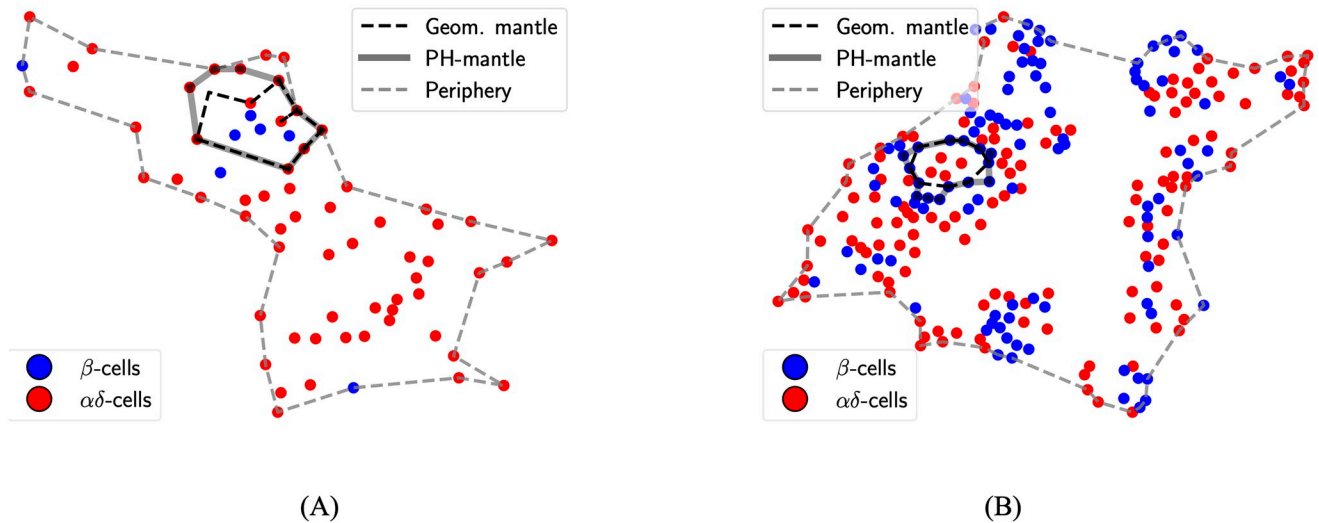 Geom. mantle
PH-mantle
Periphery
β-cells
αδ-cells
(A)
Geom. mantle
PH-mantle
Periphery
β-cells
αδ-cells
(B)